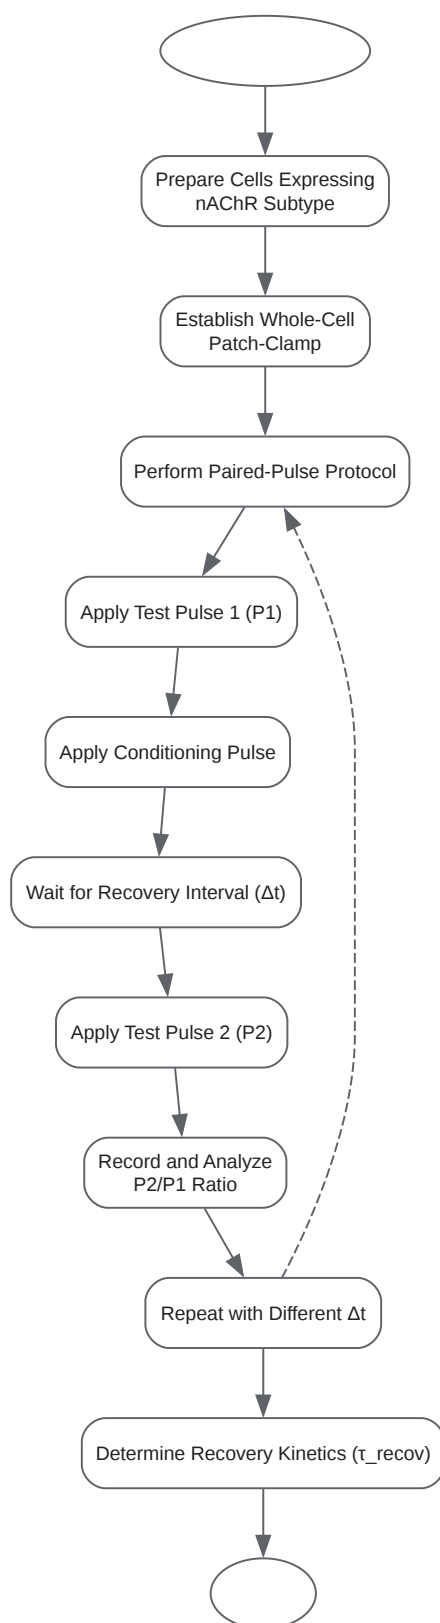 Prepare Cells Expressing
nAChR Subtype
Establish Whole-Cell
Patch-Clamp
Perform Paired-Pulse Protocol
Apply Test Pulse 1 (P1)
Apply Conditioning Pulse
Wait for Recovery Interval (Δt)
Apply Test Pulse 2 (P2)
Record and Analyze
P2/P1 Ratio
Repeat with Different Δt
Determine Recovery Kinetics (τ_recov)